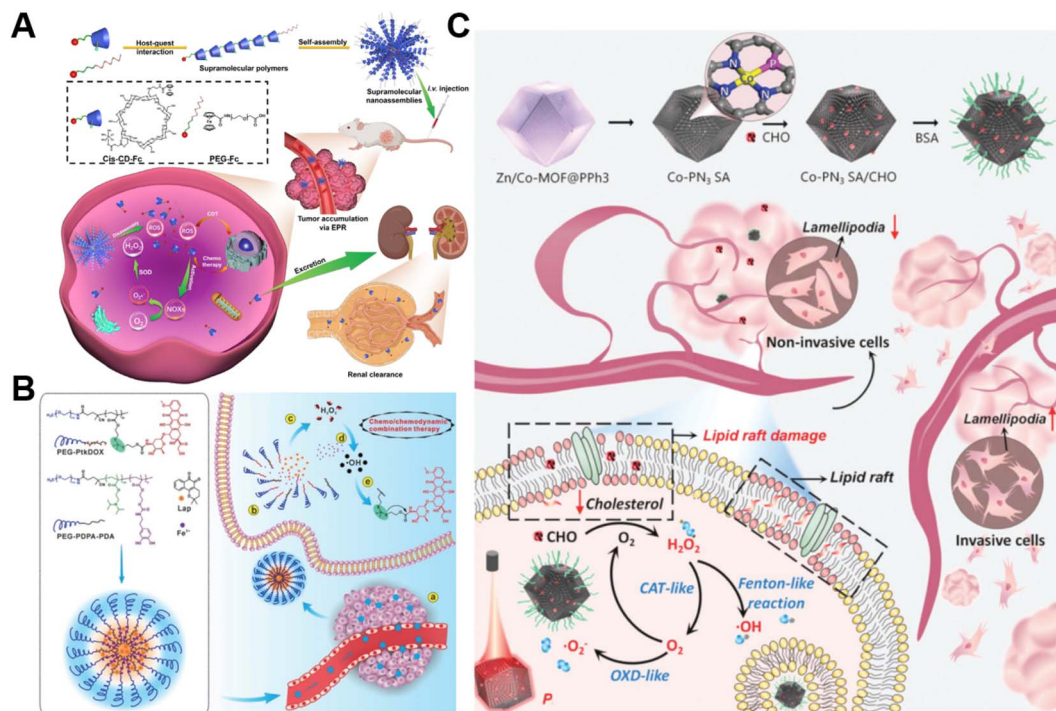 A
Host-guest
interaction
Supramolecular polymers
Self-assembly
Supramolecular
nanoassemblies
i.v. injection
Cis-CD-Fc
PEG-Fc
Tumor accumulation
via EPR
ROS
ROS
CDT
H₂O₂
Chemo
therapy
SOD
O₂
NOXs
Excretion
Renal clearance
B
PEG-PtkDOX
PEG-PDPA-PDA
Lap
H₂O₂
Chemo/chemodynamic
combination therapy
c
d
·OH
e
b
a
C
N
P
N
Co
N
CHO
BSA
Zn/Co-MOF@PPh3
Co-PN₃ SA
Co-PN₃ SA/CHO
Lamellipodia
Non-invasive cells
Lamellipodia
Invasive cells
Lipid raft damage
Lipid raft
Cholesterol
CHO
O₂
H₂O₂
CAT-like
Fenton-like
reaction
·OH
·O₂⁻
O₂
OXD-like
P